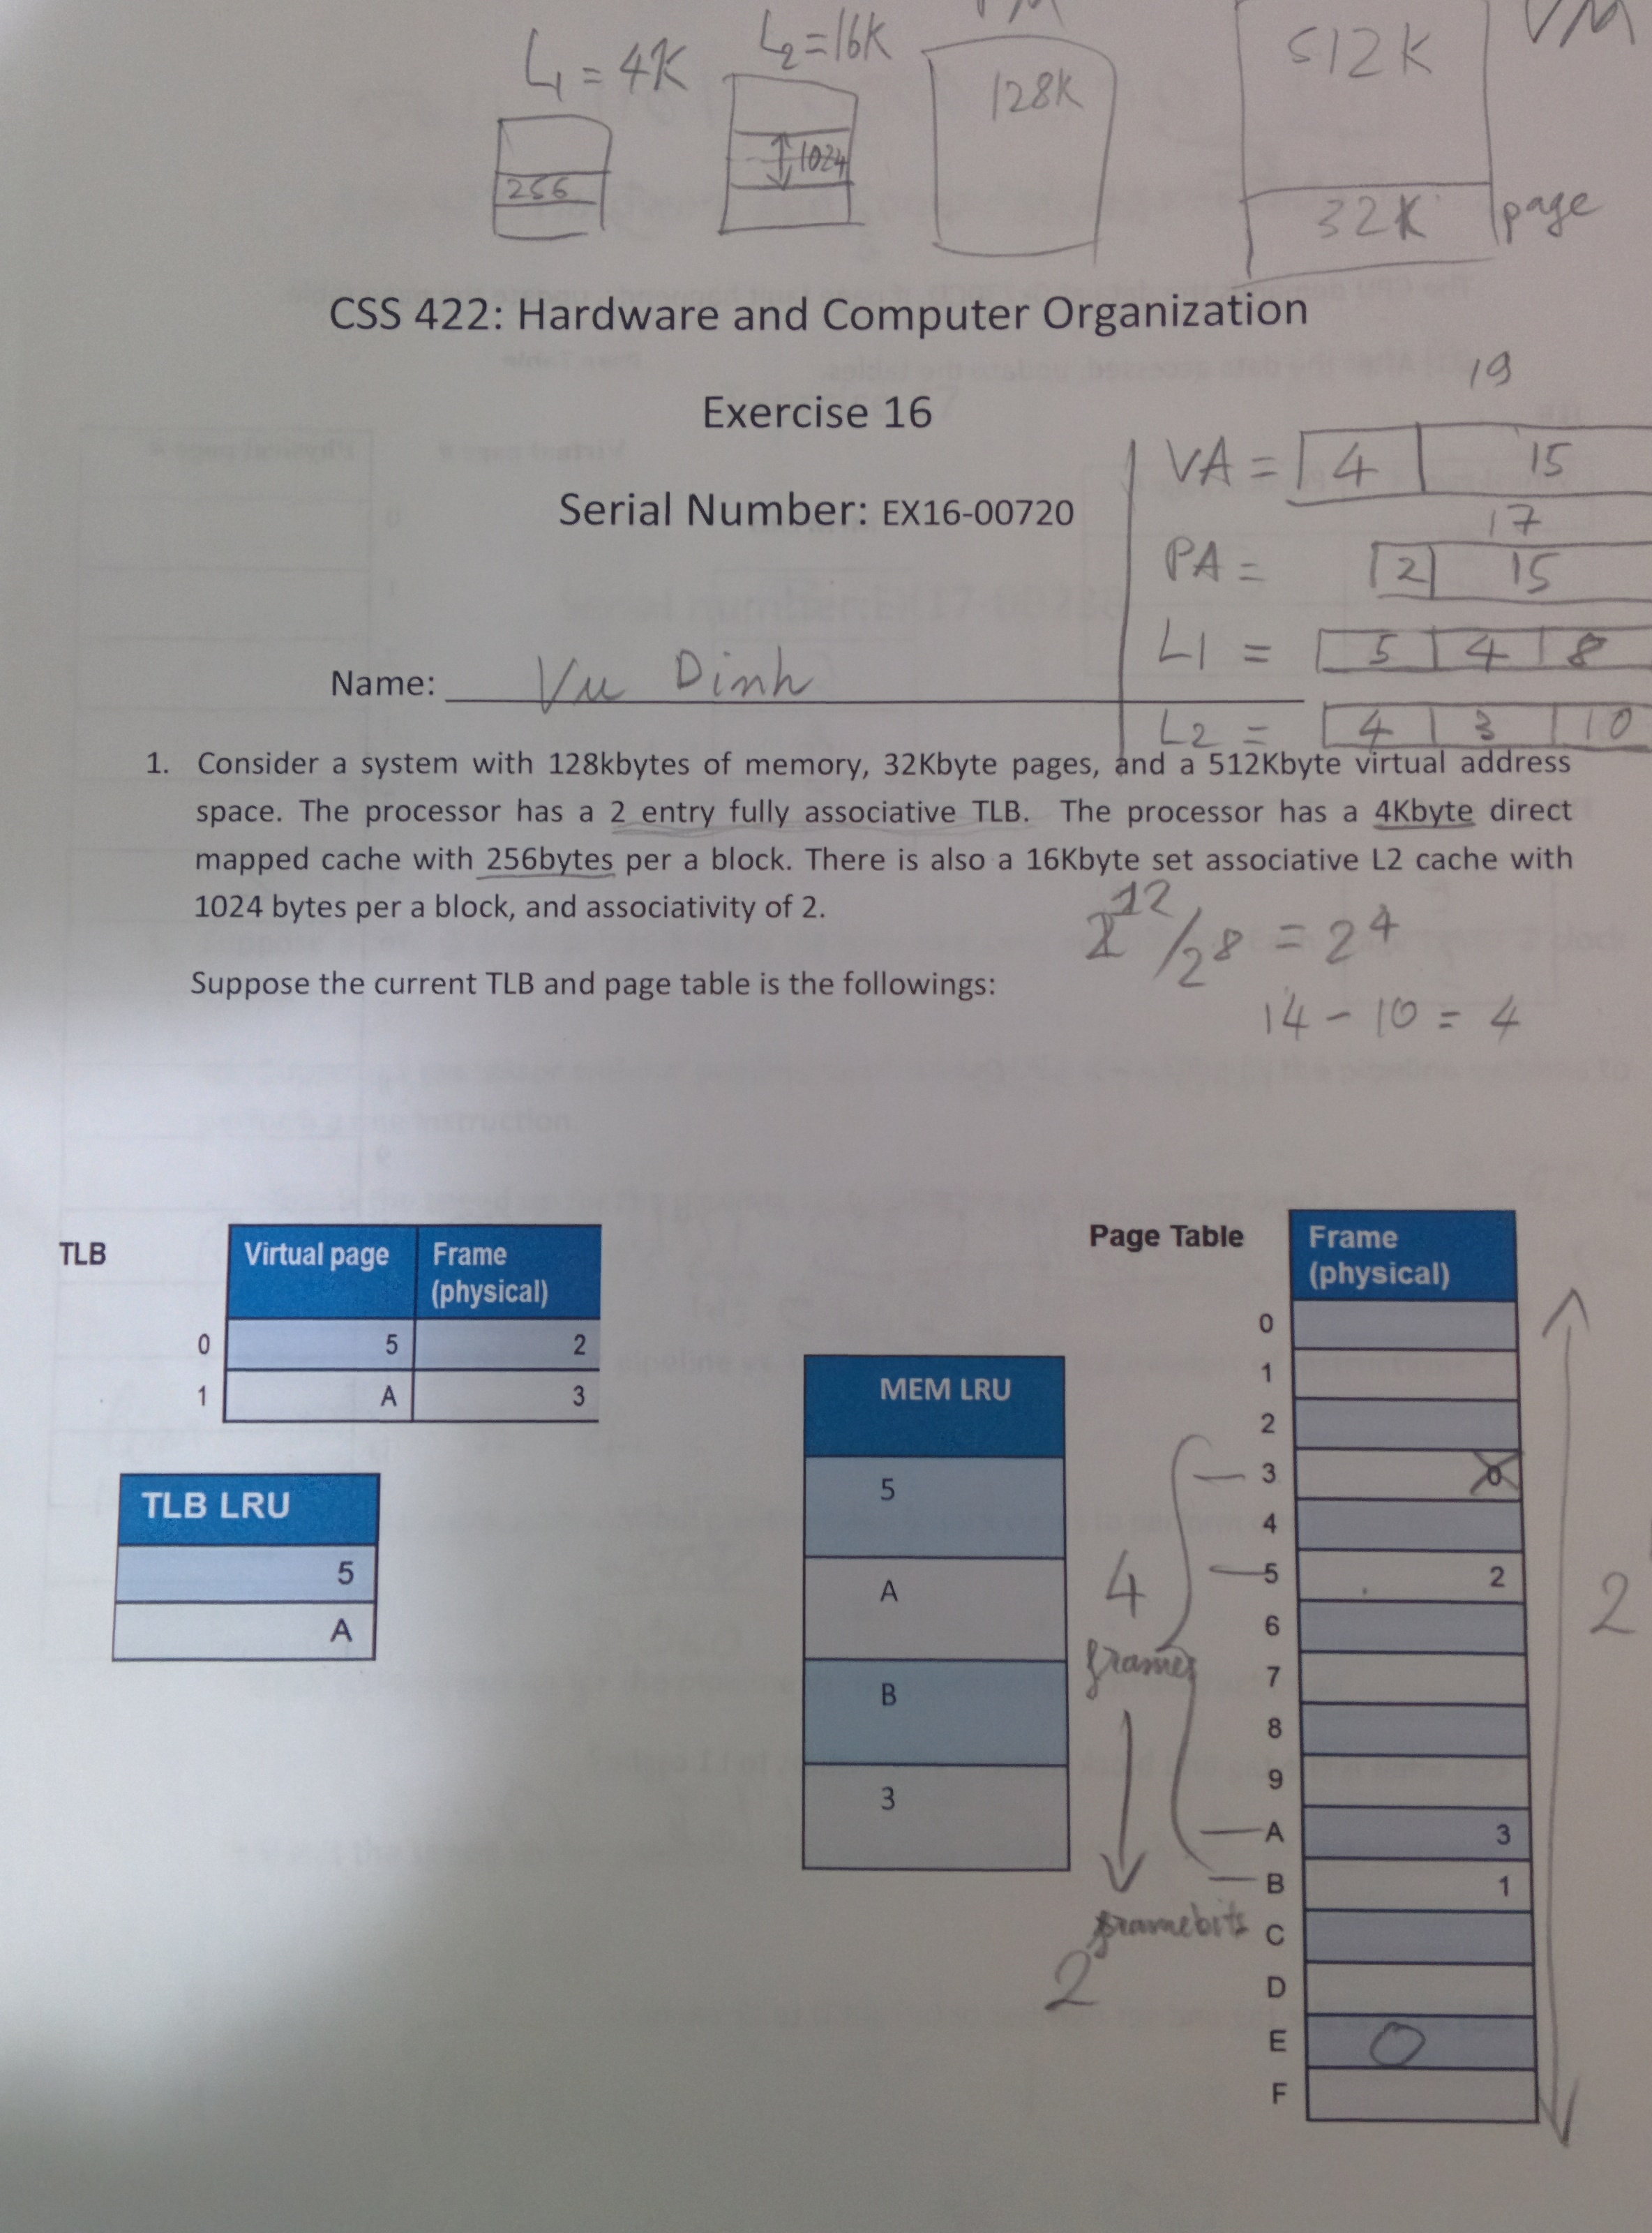 L1 = 4K
L2 = 16K
128K
512K
VM
256
1024
32K
page
CSS 422: Hardware and Computer Organization
19
Exercise 16
VA = 4 15
Serial Number: EX16-00720
17
PA = 2 15
L1 = 5 4 8
Name: Vu Dinh
L2 = 4 3 10
1. Consider a system with 128kbytes of memory, 32Kbyte pages, and a 512Kbyte virtual address
space. The processor has a 2 entry fully associative TLB. The processor has a 4Kbyte direct
mapped cache with 256bytes per a block. There is also a 16Kbyte set associative L2 cache with
1024 bytes per a block, and associativity of 2.
2^12 / 2^8 = 2^4
Suppose the current TLB and page table is the followings:
14 - 10 = 4
TLB
Virtual page
Frame
(physical)
0 5 2
1 A 3
TLB LRU
5
A
MEM LRU
5
A
B
3
4
frames
frame bits
2
Page Table
Frame
(physical)
0
1
2
3 0
4
5 2
6
7
8
9
A 3
B 1
C
D
E 0
F
2